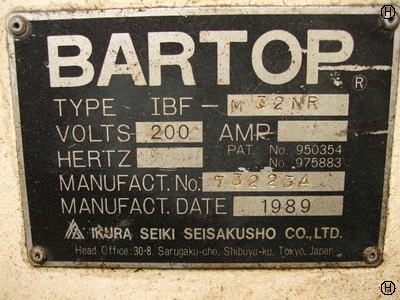 BARTOP®
TYPE IBF-M32NR
VOLTS 200 AMP.
HERTZ PAT. No. 950354
No. 975883
MANUFACT. No. 732234
MANUFACT. DATE 1989
IKURA SEIKI SEISAKUSHO CO., LTD.
Head Office: 30-8, Sarugaku-cho, Shibuya-ku, Tokyo, Japan